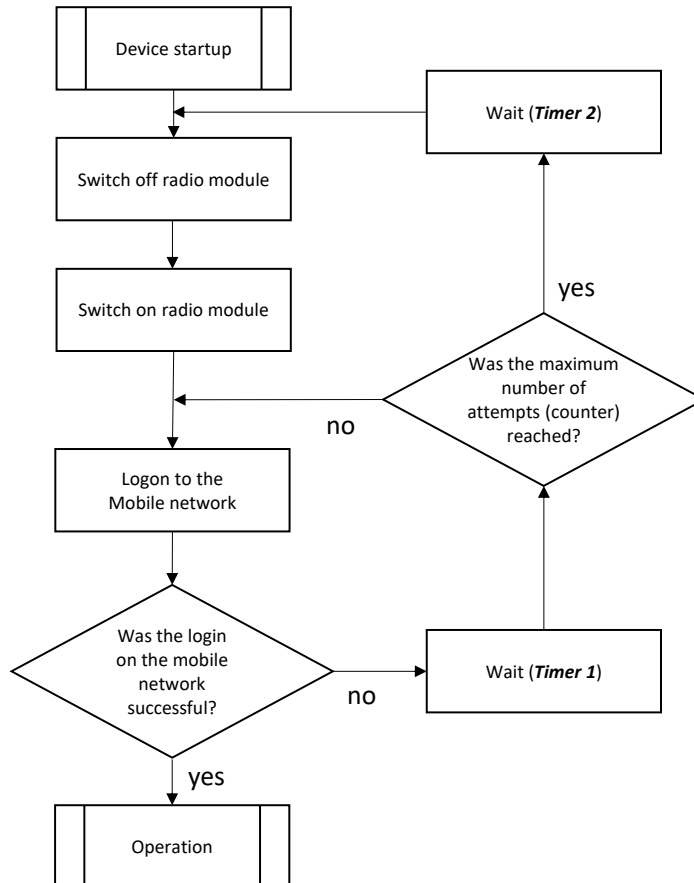 Device startup
Wait (Timer 2)
Switch off radio module
Switch on radio module
yes
Was the maximum
number of
attempts (counter)
reached?
no
Logon to the
Mobile network
Was the login
on the mobile
network
successful?
no
Wait (Timer 1)
yes
Operation